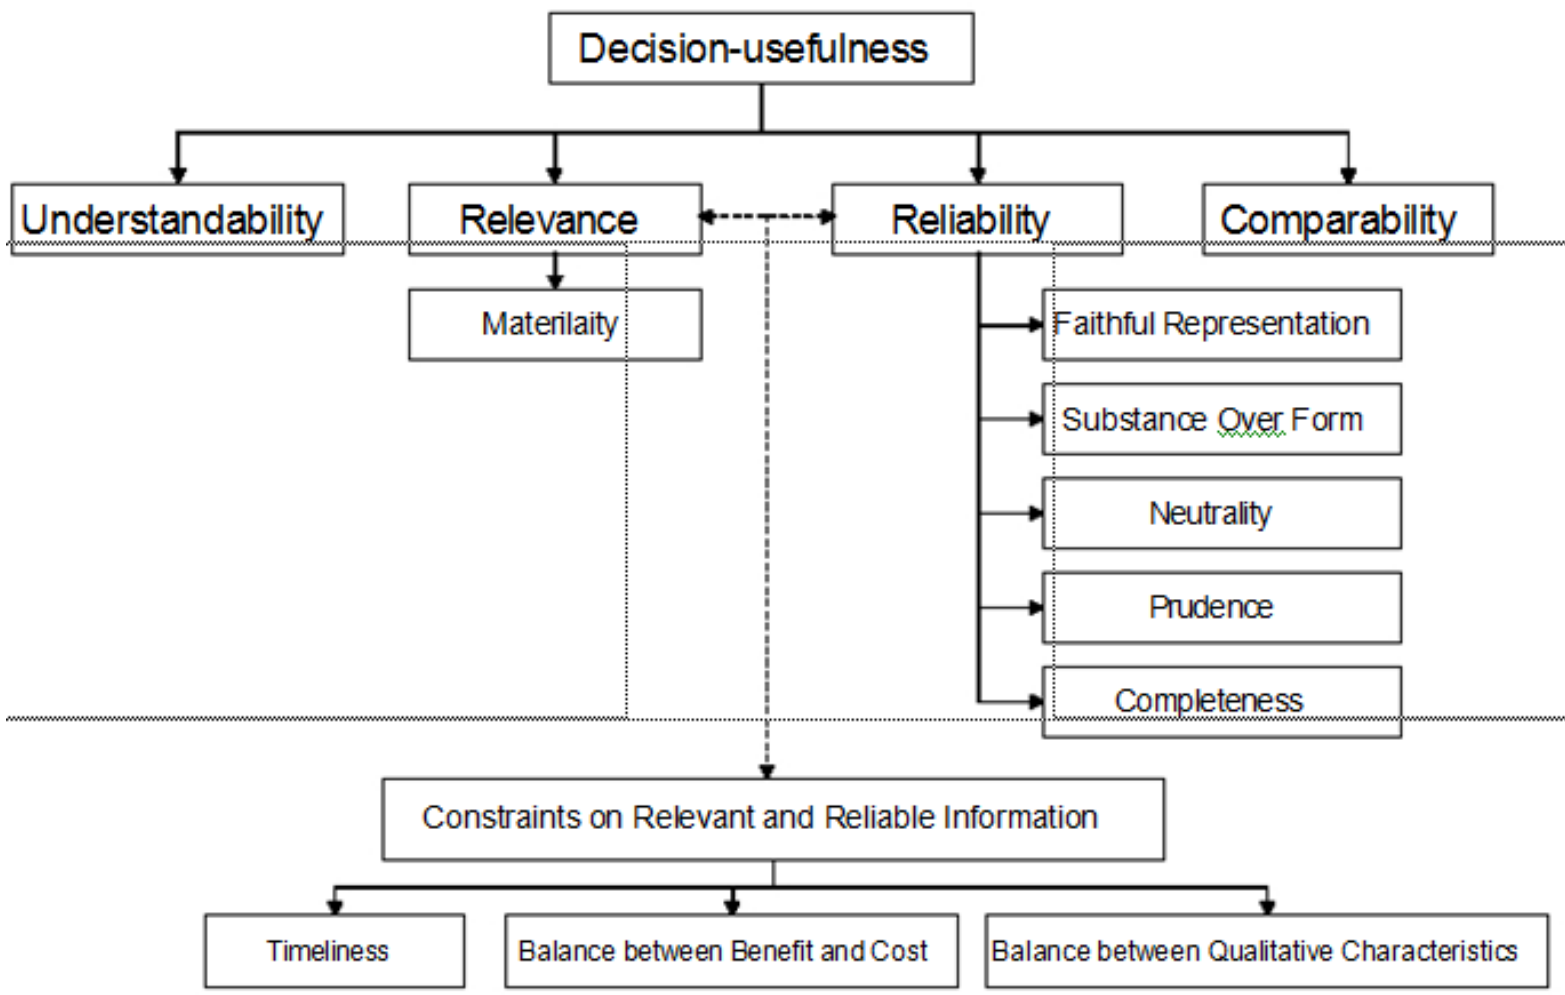 Decision-usefulness
Understandability
Relevance
Reliability
Comparability
Materilaity
Faithful Representation
Substance Over Form
Neutrality
Prudence
Completeness
Constraints on Relevant and Reliable Information
Timeliness
Balance between Benefit and Cost
Balance between Qualitative Characteristics